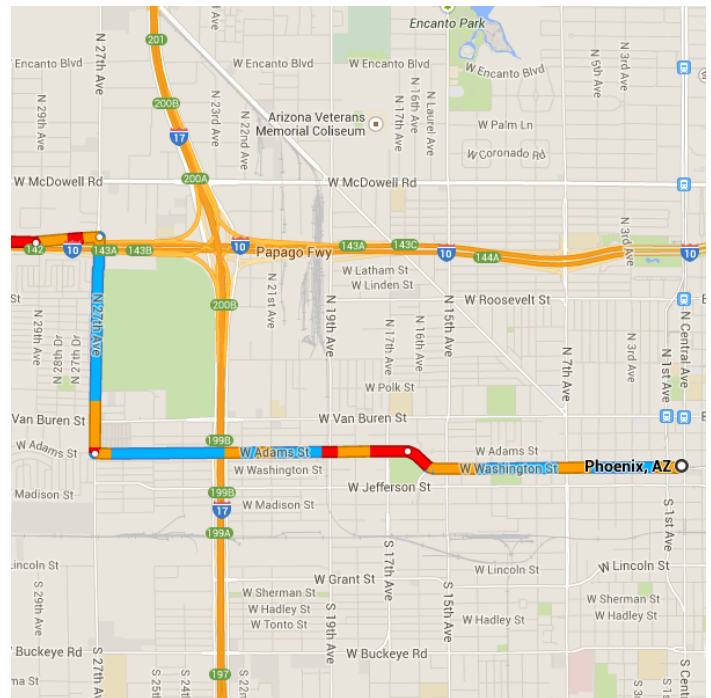 Encanto Park
201
N 27th Ave
W Encanto Blvd
W Encanto Blvd
W Encanto Blvd
W Encanto Blvd
N 5th Ave
N 3rd Ave
N 29th Ave
200B
N 23rd Ave
N 22nd Ave
Arizona Veterans
Memorial Coliseum
N 17th Ave
N 16th Ave
N Laurel Ave
17
W Palm Ln
W Coronado Rd
200A
W McDowell Rd
W McDowell Rd
142
10
143A
143B
10
Papago Fwy
143A
143C
10
144A
N 3rd Ave
10
W Latham St
W Linden St
St
N 29th Ave
N 28th Dr
N 27th Dr
N 27th Ave
N 21st Ave
200B
N 19th Ave
N 17th Ave
N 16th Ave
N 15th Ave
W Roosevelt St
N 7th Ave
N 3rd Ave
N 1st Ave
N Central Ave
W Polk St
Van Buren St
W Van Buren St
W Adams St
199B
W Adams St
W Adams St
W Washington St
W Washington St
Phoenix, AZ
Madison St
199B
W Jefferson St
17
W Madison St
199A
S 1st Ave
Lincoln St
W Lincoln St
W Lincoln St
S 29th Ave
S 27th Ave
W Grant St
S 17th Ave
S 15th Ave
S 19th Ave
W Sherman St
W Hadley St
W Tonto St
W Sherman St
W Hadley St
W Hadley St
Buckeye Rd
W Buckeye Rd
197
S 7th Ave
S Central